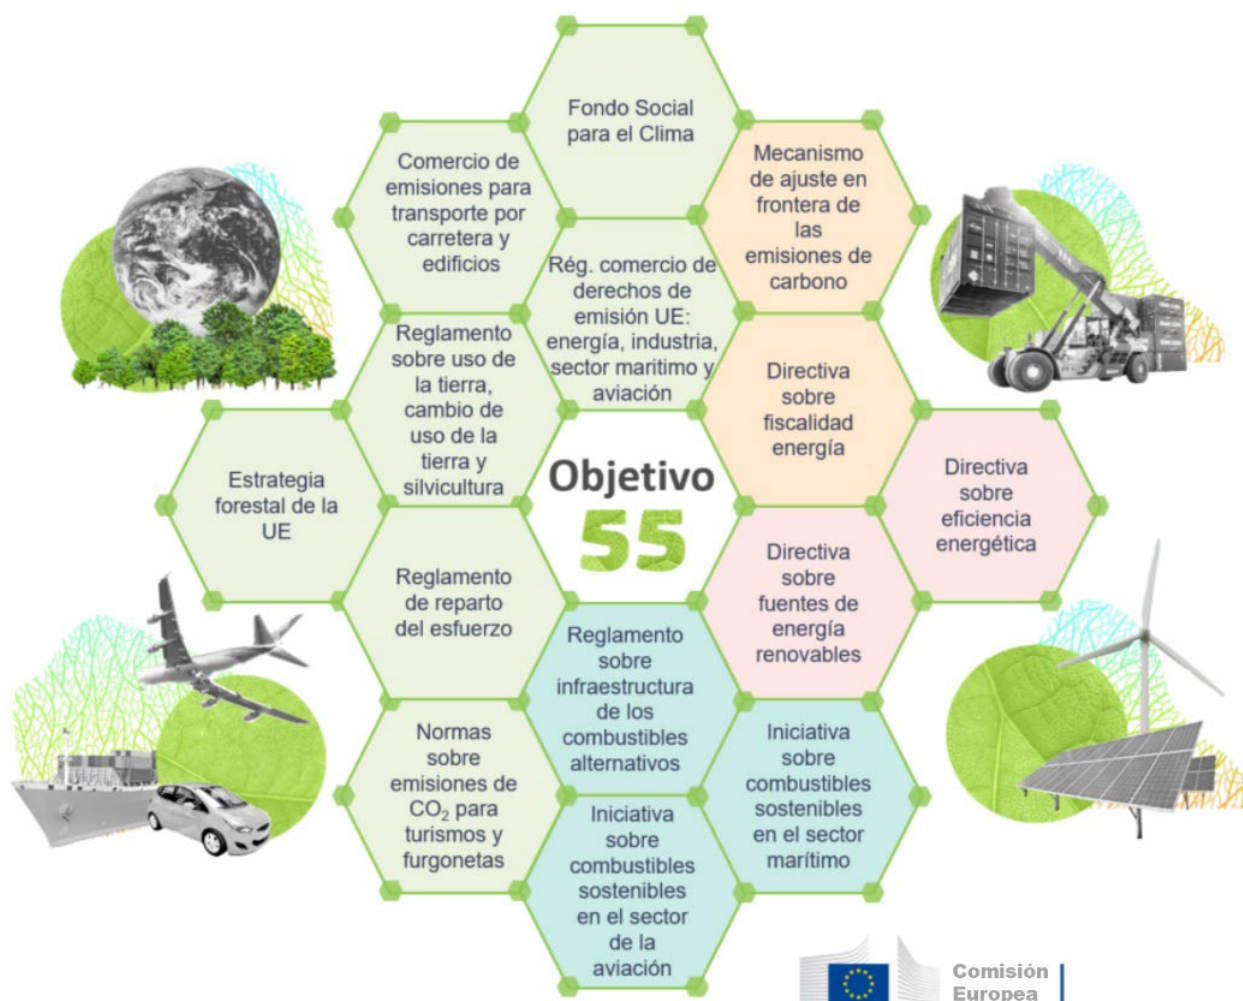 Fondo Social
para el Clima
Comercio de
emisiones para
transporte por
carretera y
edificios
Mecanismo
de ajuste en
frontera de
las
emisiones de
carbono
Rég. comercio de
derechos de
emisión UE:
energía, industria,
sector maritimo y
aviación
Reglamento
sobre uso de
la tierra,
cambio de
uso de la
tierra y
silvicultura
Directiva
sobre
fiscalidad
energía
Estrategia
forestal de la
UE
Objetivo
55
Directiva
sobre
eficiencia
energética
Reglamento
de reparto
del esfuerzo
Directiva
sobre
fuentes de
energía
renovables
Reglamento
sobre
infraestructura
de los
combustibles
alternativos
Normas
sobre
emisiones de
CO₂ para
turismos y
furgonetas
Iniciativa
sobre
combustibles
sostenibles
en el sector
marítimo
Iniciativa
sobre
combustibles
sostenibles
en el sector
de la
aviación
Comisión
Europea